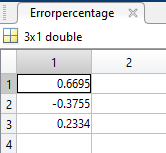 Errorpercentage
3x1 double
1 2
1 0.6695
2 -0.3755
3 0.2334
4